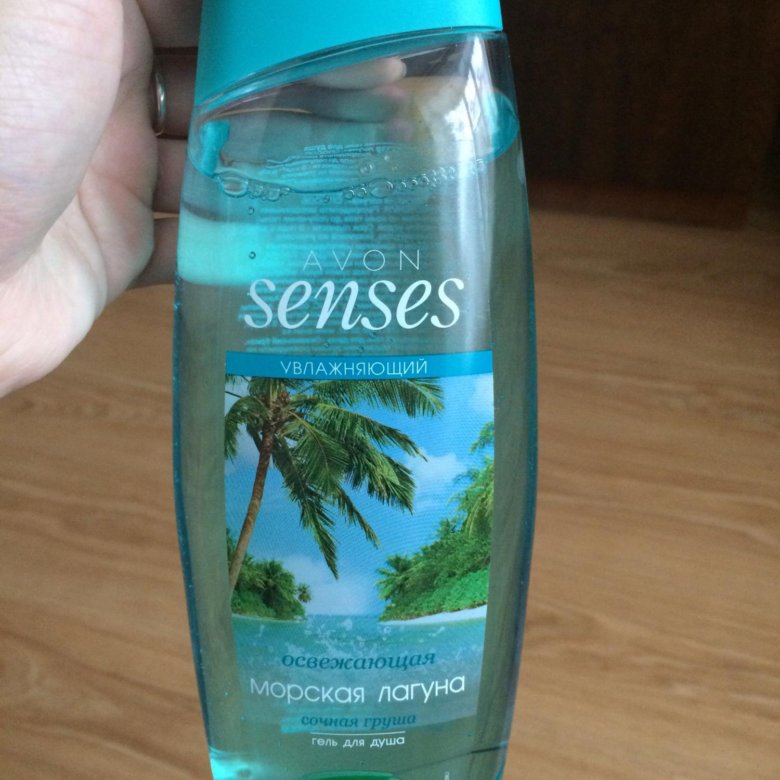 AVON
senses
УВЛАЖНЯЮЩИЙ
освежающая
морская лагуна
сочная груша
гель для душа